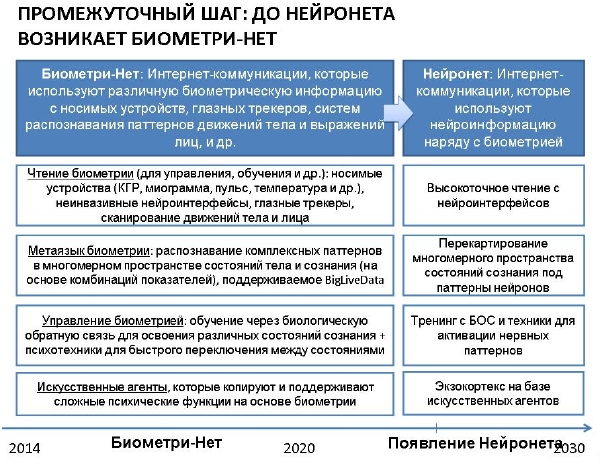 ПРОМЕЖУТОЧНЫЙ ШАГ: ДО НЕЙРОНЕТА
ВОЗНИКАЕТ БИОМЕТРИ-НЕТ
Биометри-Нет: Интернет-коммуникации, которые
используют различную биометрическую информацию
с носимых устройств, глазных трекеров, систем
распознавания паттернов движений тела и выражений
лиц, и др.
Нейронет: Интернет-
коммуникации, которые
используют
нейроинформацию
наряду с биометрией
Чтение биометрии (для управления, обучения и др.): носимые
устройства (КГР, миограмма, пульс, температура и др.),
неинвазивные нейроинтерфейсы, глазные трекеры,
сканирование движений тела и лица
Высокоточное чтение с
нейроинтерфейсов
Метаязык биометрии: распознавание комплексных паттернов
в многомерном пространстве состояний тела и сознания (на
основе комбинаций показателей), поддерживаемое BigLiveData
Перекартирование
многомерного пространства
состояний сознания под
паттерны нейронов
Управление биометрией: обучение через биологическую
обратную связь для освоения различных состояний сознания +
психотехники для быстрого переключения между состояниями
Тренинг с БОС и техники для
активации нервных
паттернов
Искусственные агенты, которые копируют и поддерживают
сложные психические функции на основе биометрии
Экзокортекс на базе
искусственных агентов
2014
Биометри-Нет
2020
Появление Нейронета
2030